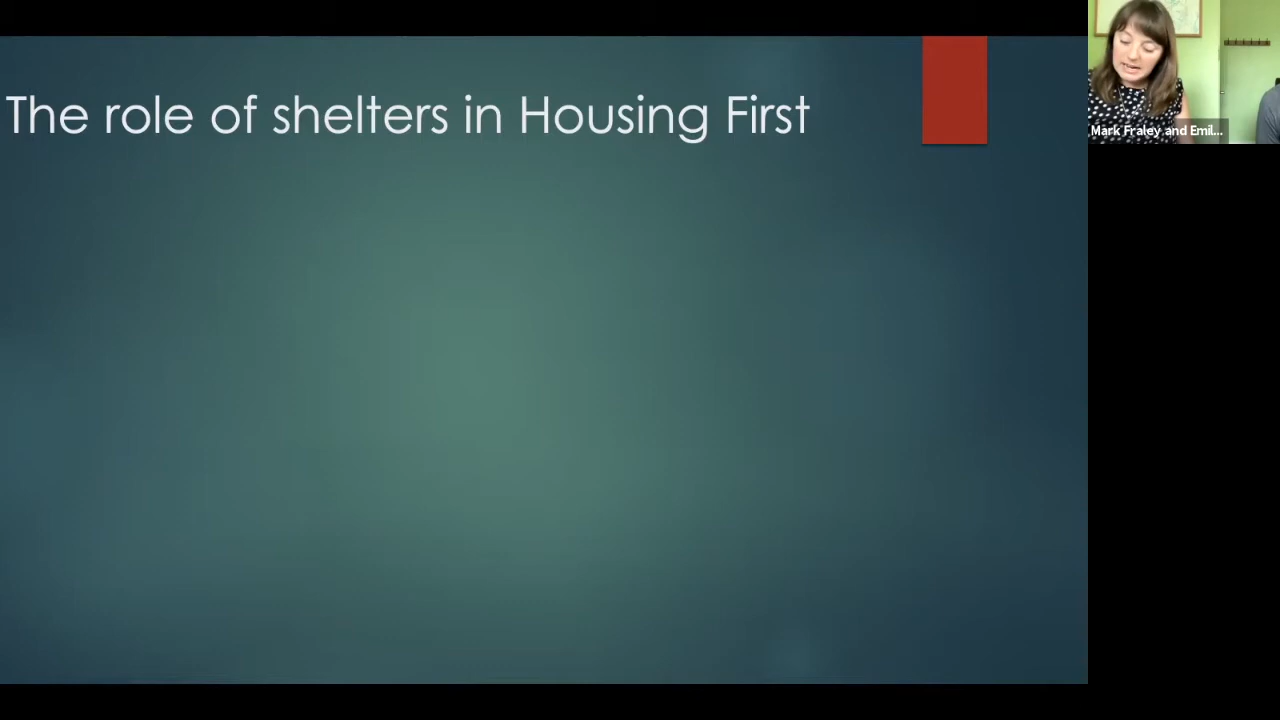 The role of shelters in Housing First
Mark Fraley and Emil...